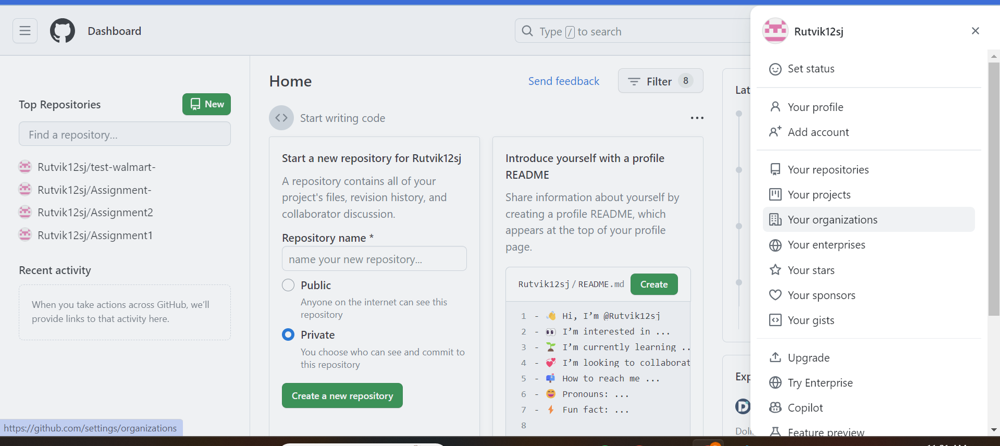 Dashboard
Type / to search
Rutvik12sj
Top Repositories
New
Find a repository...
Rutvik12sj/test-walmart-
Rutvik12sj/Assignment-
Rutvik12sj/Assignment2
Rutvik12sj/Assignment1
Recent activity
When you take actions across GitHub, we’ll
provide links to that activity here.
https://github.com/settings/organizations
Home
Send feedback
Filter 8
Start writing code
Start a new repository for Rutvik12sj
A repository contains all of your
project's files, revision history, and
collaborator discussion.
Repository name *
name your new repository...
Public
Anyone on the internet can see this
repository
Private
You choose who can see and commit to
this repository
Create a new repository
Introduce yourself with a profile
README
Share information about yourself by
creating a profile README, which
appears at the top of your profile
page.
Rutvik12sj/README.md
Create
1 - 👋 Hi, I’m @Rutvik12sj
2 - 👀 I’m interested in ...
3 - 🌱 I’m currently learning ..
4 - 💞️ I’m looking to collaborat
5 - 📫 How to reach me ...
6 - 😄 Pronouns: ...
7 - ⚡ Fun fact: ...
8
Lat
Exp
Doll
Set status
Your profile
Add account
Your repositories
Your projects
Your organizations
Your enterprises
Your stars
Your sponsors
Your gists
Upgrade
Try Enterprise
Copilot
Feature preview